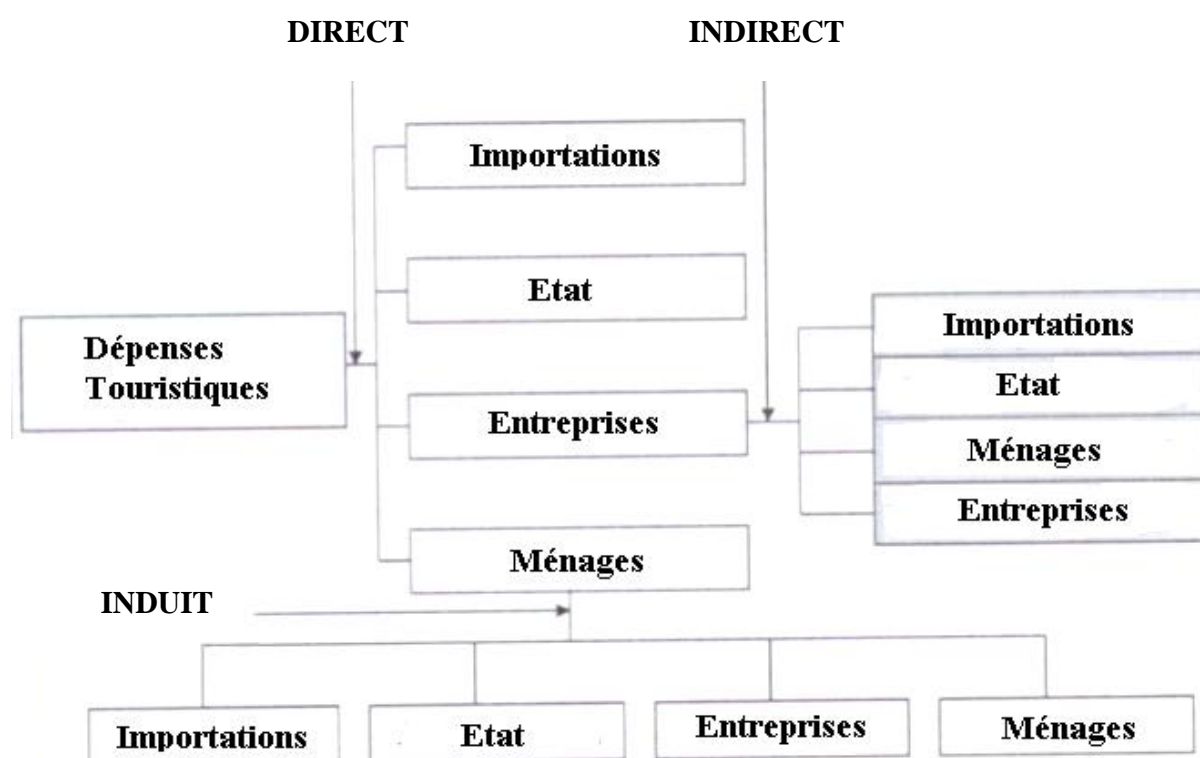 DIRECT
INDIRECT
Importations
Etat
Dépenses
Touristiques
Entreprises
Ménages
Importations
Etat
Ménages
Entreprises
INDUIT
Importations
Etat
Entreprises
Ménages